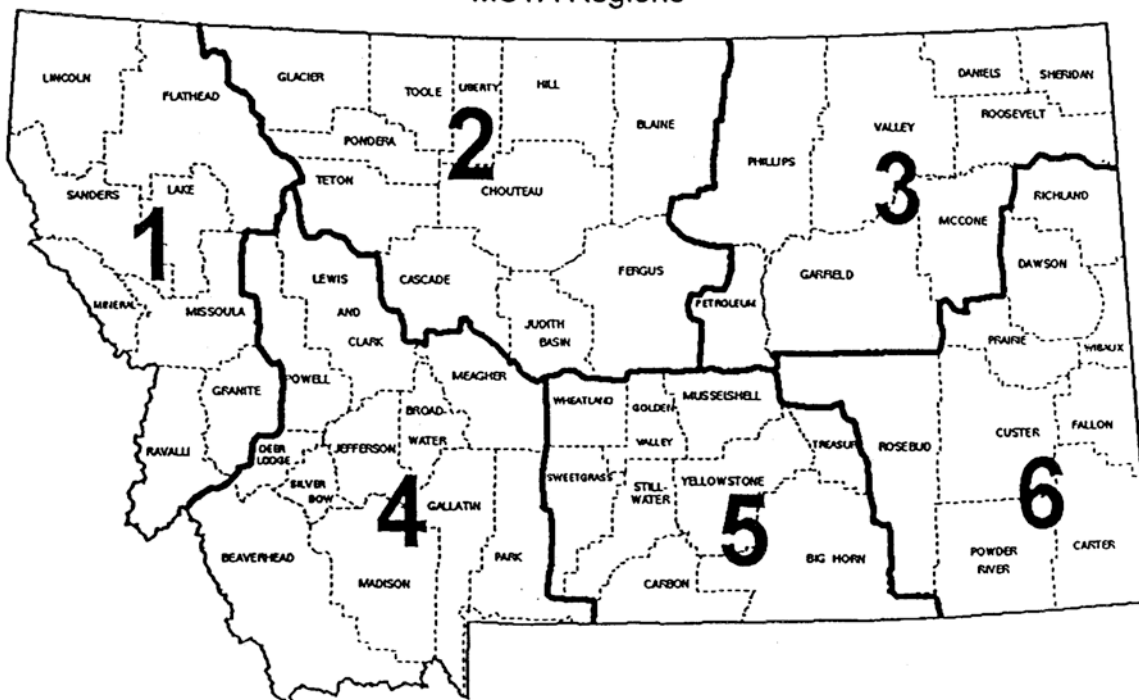 LINCOLN
FLATHEAD
GLACIER
TOOLE
LIBERTY
HILL
BLAINE
PHILLIPS
VALLEY
DANIELS
SHERIDAN
ROOSEVELT
PONDERA
TETON
2
CHOUTEAU
3
SANDERS
LAKE
1
MCCONE
RICHLAND
DAWSON
LEWIS
AND
CLARK
CASCADE
FERGUS
PETROLEUM
GARFIELD
MINERAL
MISSOULA
JUDITH
BASIN
PRAIRIE
WIBAUX
MEAGHER
GRANITE
POWELL
BROAD-
WATER
WHEATLAND
GOLDEN
VALLEY
MUSSELSHELL
TREASURE
ROSEBUD
CUSTER
FALLON
RAVALLI
DEER
LODGE
JEFFERSON
SILVER
BOW
4
GALLATIN
SWEETGRASS
STILL-
WATER
YELLOWSTONE
5
6
BEAVERHEAD
MADISON
PARK
CARBON
BIG HORN
POWDER
RIVER
CARTER